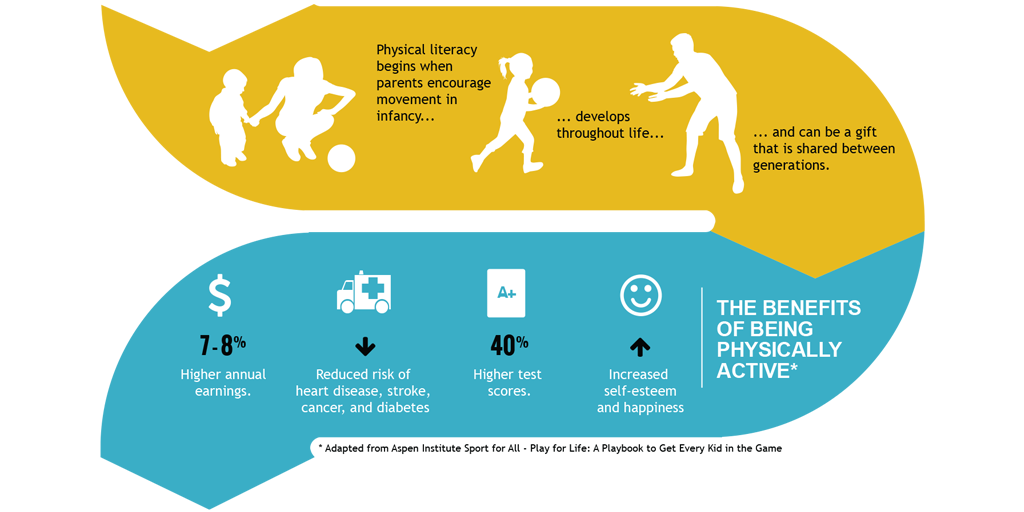 Physical literacy
begins when
parents encourage
movement in
infancy...
... develops
throughout life...
... and can be a gift
that is shared between
generations.
$
7-8%
Higher annual
earnings.
Reduced risk of
heart disease, stroke,
cancer, and diabetes
A+
40%
Higher test
scores.
Increased
self-esteem
and happiness
THE BENEFITS
OF BEING
PHYSICALLY
ACTIVE*
* Adapted from Aspen Institute Sport for All - Play for Life: A Playbook to Get Every Kid in the Game